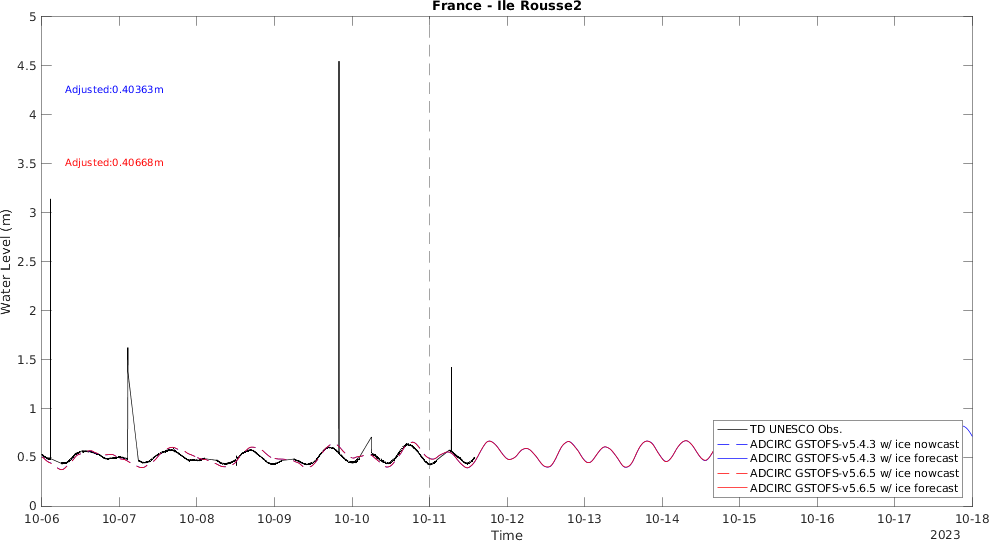 France - Ile Rousse2
5
4.5
4
3.5
3
2.5
2
1.5
1
0.5
0
Water Level (m)
Adjusted:0.40363m
Adjusted:0.40668m
TD UNESCO Obs.
ADCIRC GSTOFS-v5.4.3 w/ ice nowcast
ADCIRC GSTOFS-v5.4.3 w/ ice forecast
ADCIRC GSTOFS-v5.6.5 w/ ice nowcast
ADCIRC GSTOFS-v5.6.5 w/ ice forecast
10-06 10-07 10-08 10-09 10-10 10-11 10-12 10-13 10-14 10-15 10-16 10-17 10-18
Time
2023